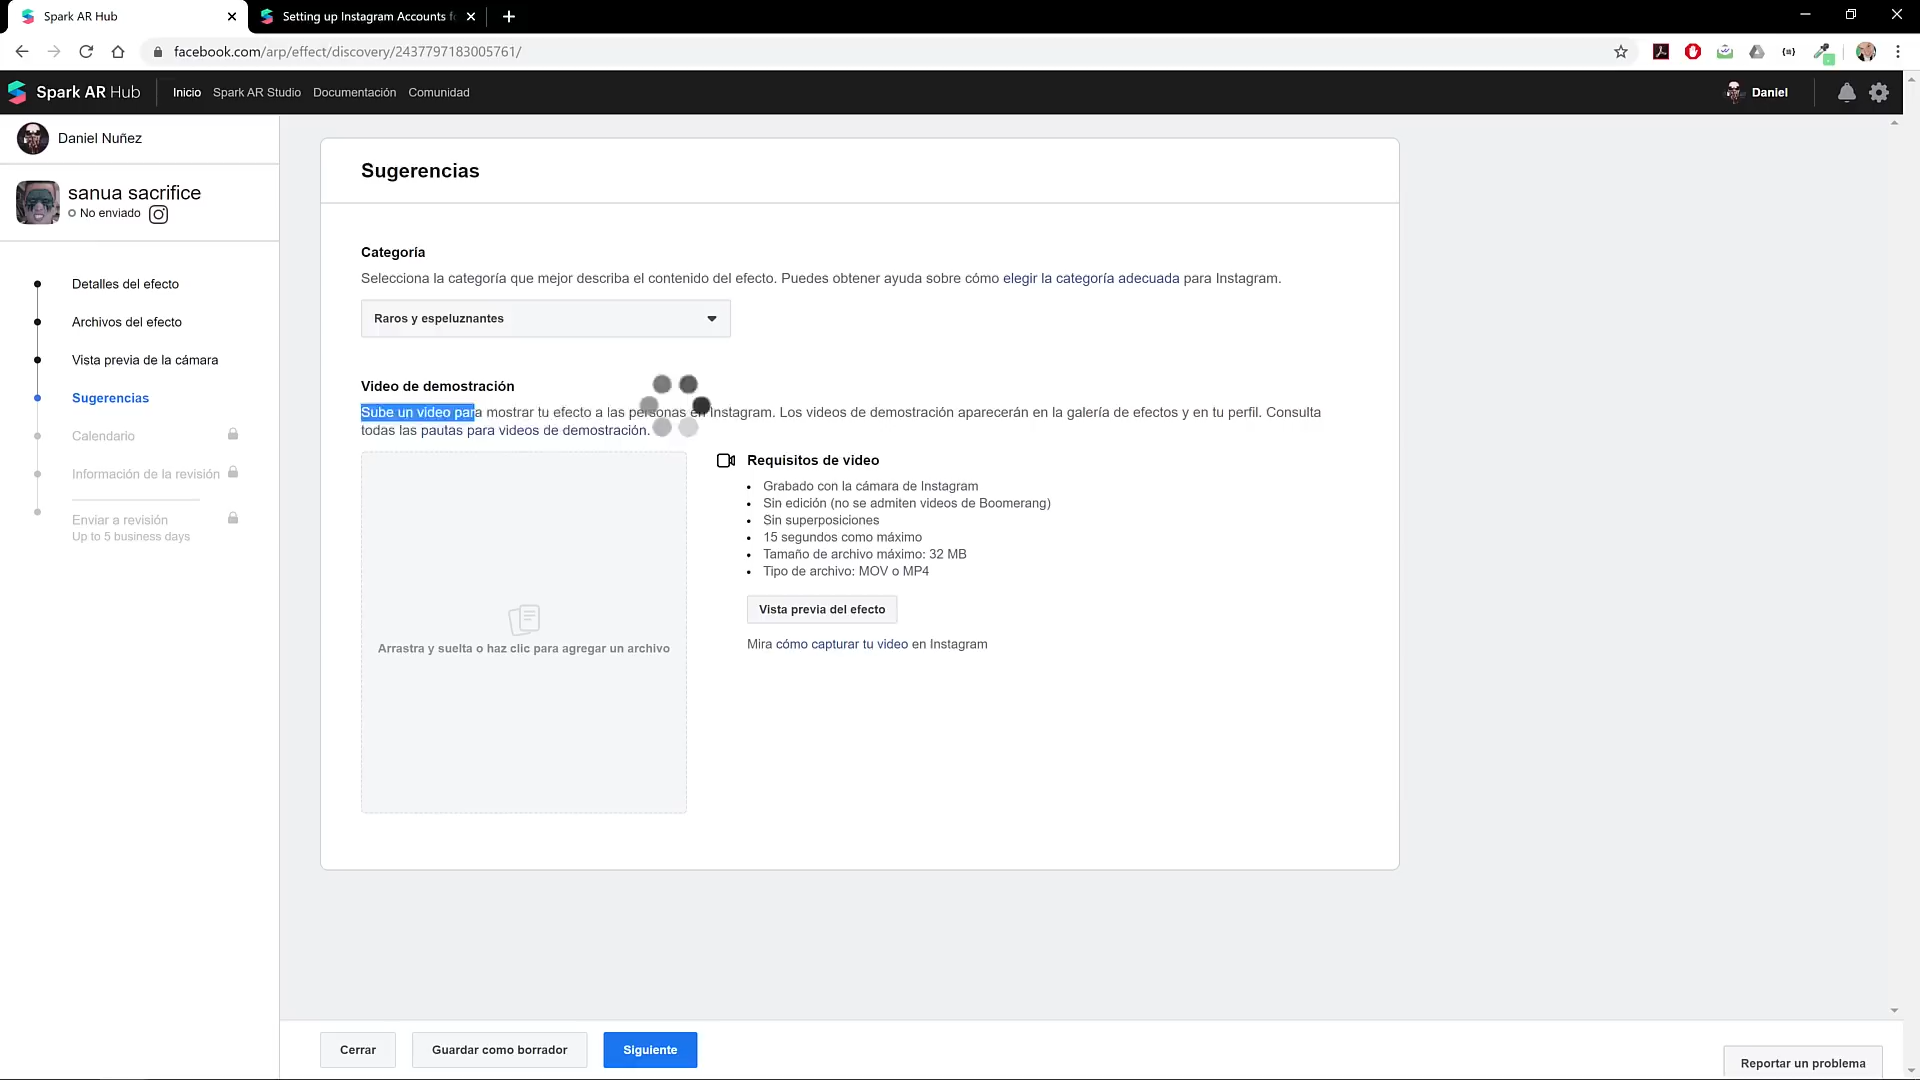 Spark AR Hub
Setting up Instagram Accounts f
facebook.com/arp/effect/discovery/2437797183005761/
Spark AR Hub
Inicio
Spark AR Studio
Documentación
Comunidad
Daniel
Daniel Nuñez
sanua sacrifice
No enviado
Detalles del efecto
Archivos del efecto
Vista previa de la cámara
Sugerencias
Calendario
Información de la revisión
Enviar a revisión
Up to 5 business days
Sugerencias
Categoría
Selecciona la categoría que mejor describa el contenido del efecto. Puedes obtener ayuda sobre cómo elegir la categoría adecuada para Instagram.
Raros y espeluznantes
Video de demostración
Sube un video para mostrar tu efecto a las personas en Instagram. Los videos de demostración aparecerán en la galería de efectos y en tu perfil. Consulta
todas las pautas para videos de demostración.
Arrastra y suelta o haz clic para agregar un archivo
Requisitos de video
Grabado con la cámara de Instagram
Sin edición (no se admiten videos de Boomerang)
Sin superposiciones
15 segundos como máximo
Tamaño de archivo máximo: 32 MB
Tipo de archivo: MOV o MP4
Vista previa del efecto
Mira cómo capturar tu video en Instagram
Cerrar
Guardar como borrador
Siguiente
Reportar un problema